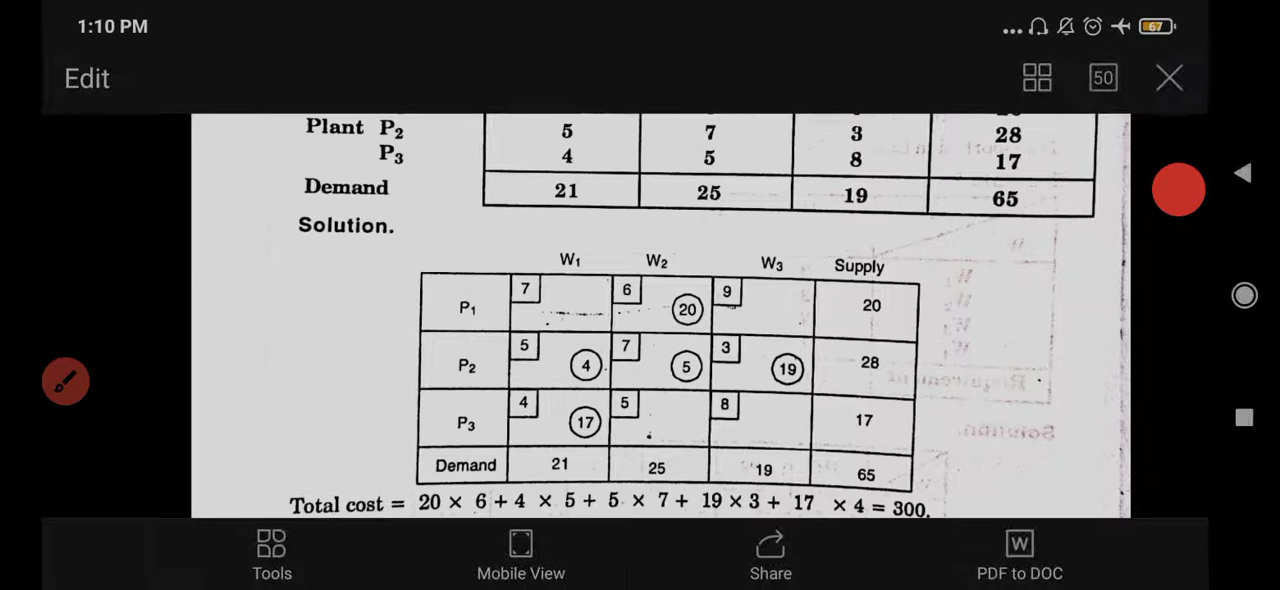 1:10 PM
67
Edit
50
Plant P₂ 5 7 3 28
P₃ 4 5 8 17
Demand 21 25 19 65
Solution.
W₁ W₂ W₃ Supply
P₁ 7 6 20 9 20
P₂ 5 4 7 5 3 19 28
P₃ 4 17 5 8 17
Demand 21 25 19 65
Total cost = 20 × 6 + 4 × 5 + 5 × 7 + 19 × 3 + 17 × 4 = 300.
W
Tools Mobile View Share PDF to DOC